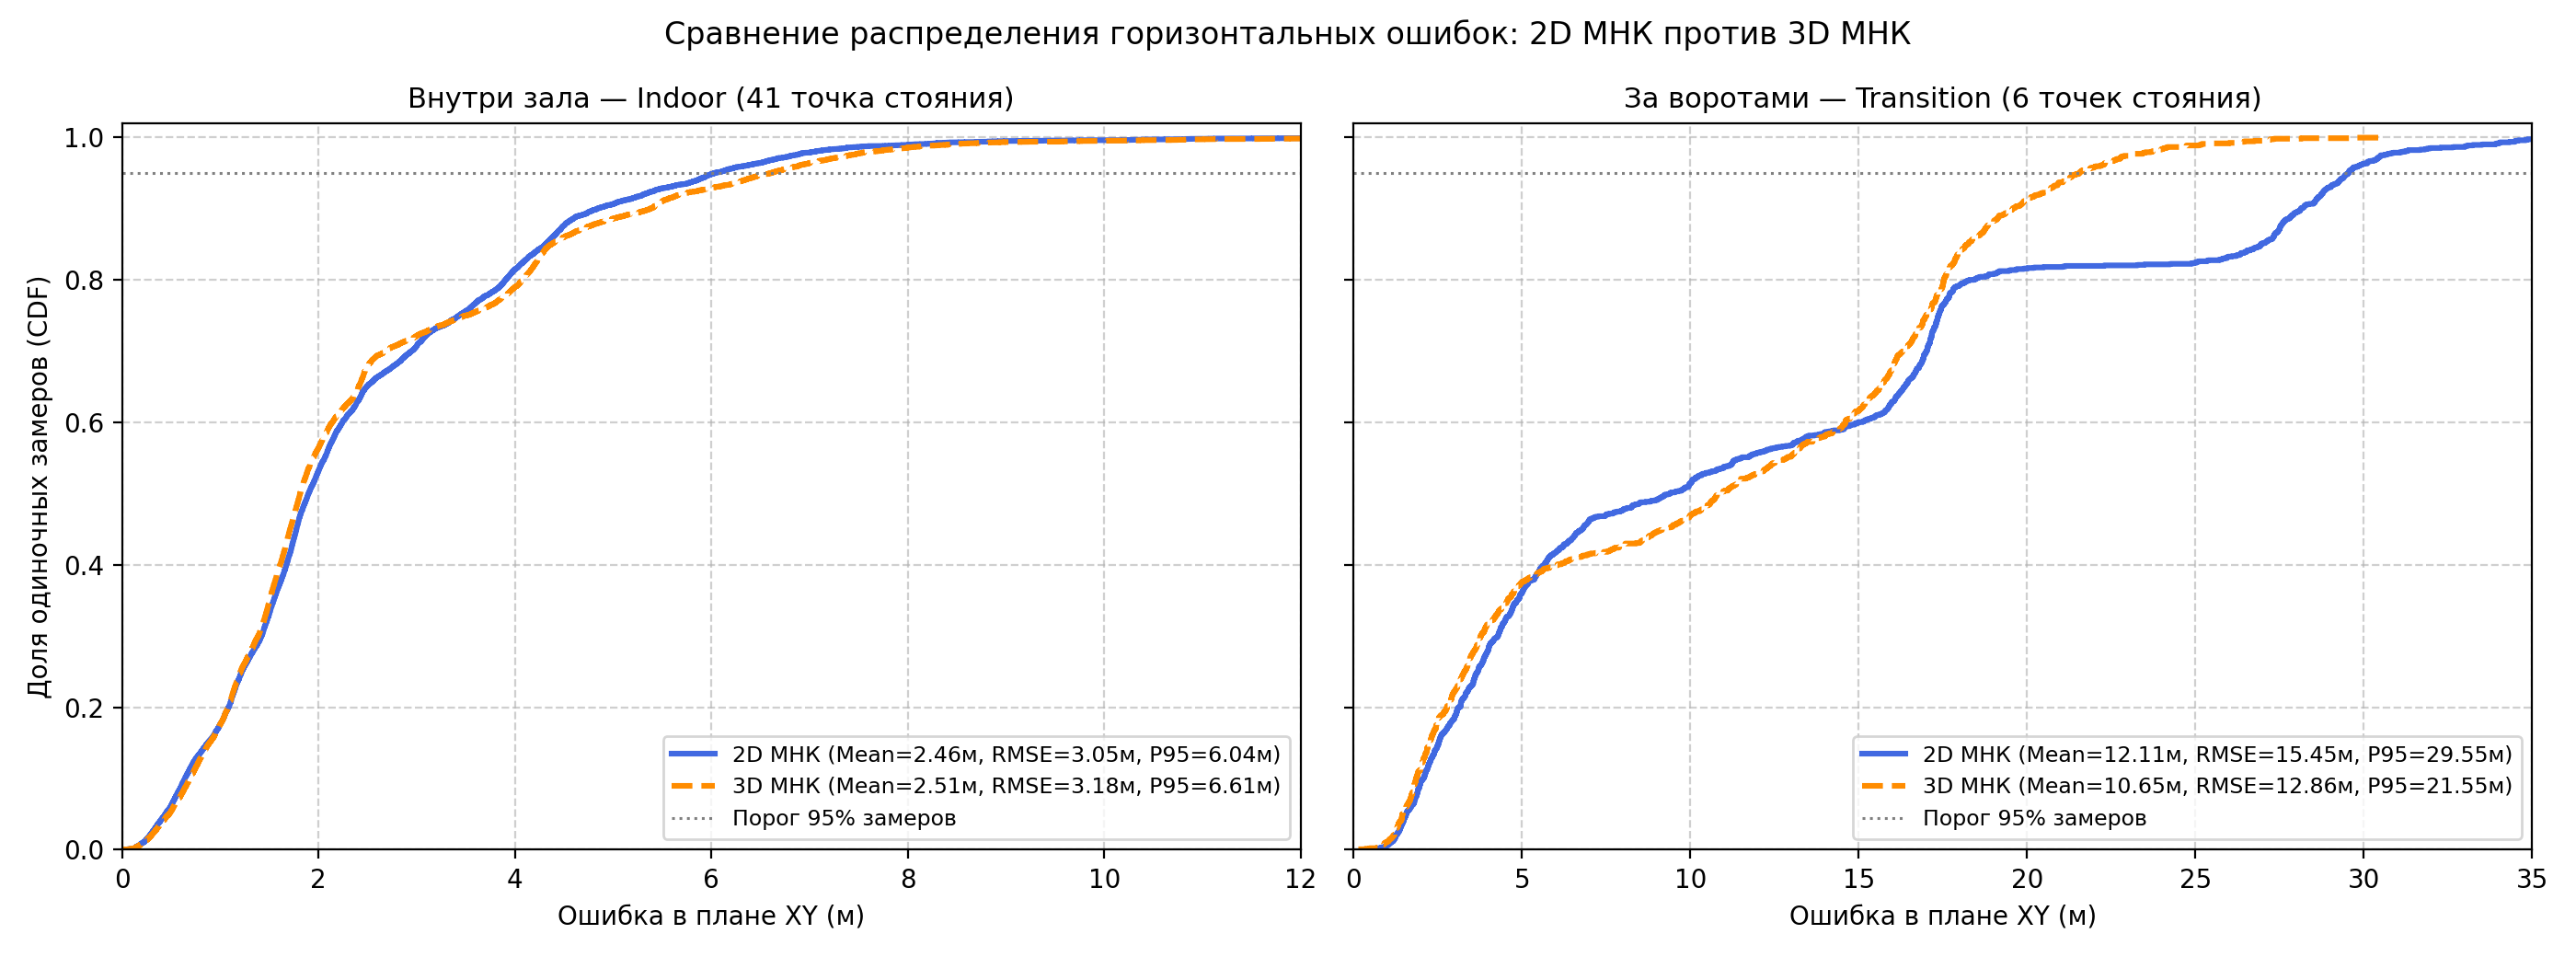 Сравнение распределения горизонтальных ошибок: 2D МНК против 3D МНК
Внутри зала — Indoor (41 точка стояния)
Доля одиночных замеров (CDF)
1.0
0.8
0.6
0.4
0.2
0.0
2D МНК (Mean=2.46м, RMSE=3.05м, P95=6.04м)
3D МНК (Mean=2.51м, RMSE=3.18м, P95=6.61м)
Порог 95% замеров
0 2 4 6 8 10 12
Ошибка в плане XY (м)
За воротами — Transition (6 точек стояния)
2D МНК (Mean=12.11м, RMSE=15.45м, P95=29.55м)
3D МНК (Mean=10.65м, RMSE=12.86м, P95=21.55м)
Порог 95% замеров
0 5 10 15 20 25 30 35
Ошибка в плане XY (м)